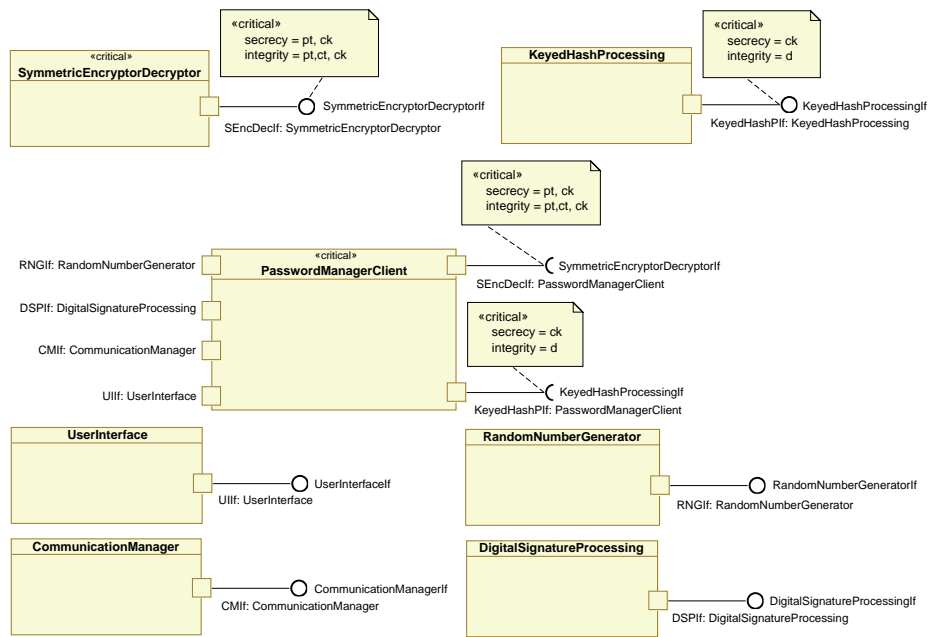 «critical»
secrecy = pt, ck
integrity = pt,ct, ck
«critical»
SymmetricEncryptorDecryptor
SymmetricEncryptorDecryptorIf
SEncDecIf: SymmetricEncryptorDecryptor
«critical»
secrecy = ck
integrity = d
KeyedHashProcessing
KeyedHashProcessingIf
KeyedHashPIf: KeyedHashProcessing
«critical»
secrecy = pt, ck
integrity = pt,ct, ck
«critical»
PasswordManagerClient
RNGIf: RandomNumberGenerator
DSPIf: DigitalSignatureProcessing
CMIf: CommunicationManager
UIIf: UserInterface
SymmetricEncryptorDecryptorIf
SEncDecIf: PasswordManagerClient
«critical»
secrecy = ck
integrity = d
KeyedHashProcessingIf
KeyedHashPIf: PasswordManagerClient
UserInterface
UserInterfaceIf
UIIf: UserInterface
RandomNumberGenerator
RandomNumberGeneratorIf
RNGIf: RandomNumberGenerator
CommunicationManager
CommunicationManagerIf
CMIf: CommunicationManager
DigitalSignatureProcessing
DigitalSignatureProcessingIf
DSPIf: DigitalSignatureProcessing